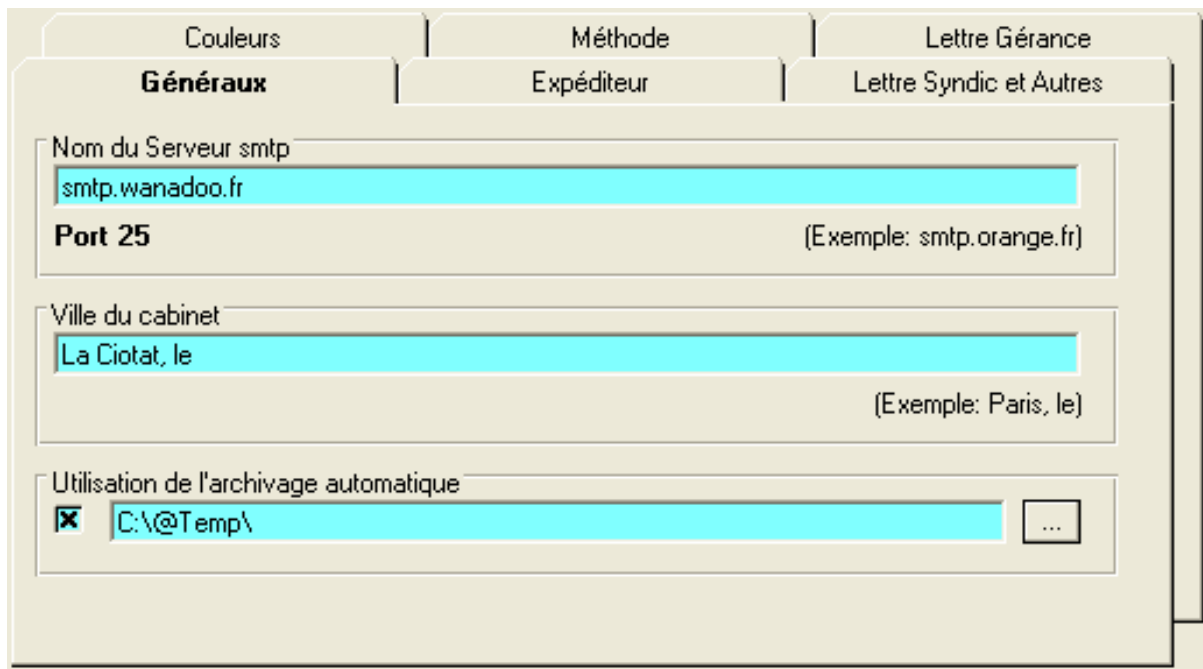 Couleurs
Méthode
Lettre Gérance
Généraux
Expéditeur
Lettre Syndic et Autres
Nom du Serveur smtp
smtp.wanadoo.fr
Port 25
(Exemple: smtp.orange.fr)
Ville du cabinet
La Ciotat, le
(Exemple: Paris, le)
Utilisation de l'archivage automatique
C:\@Temp\
...